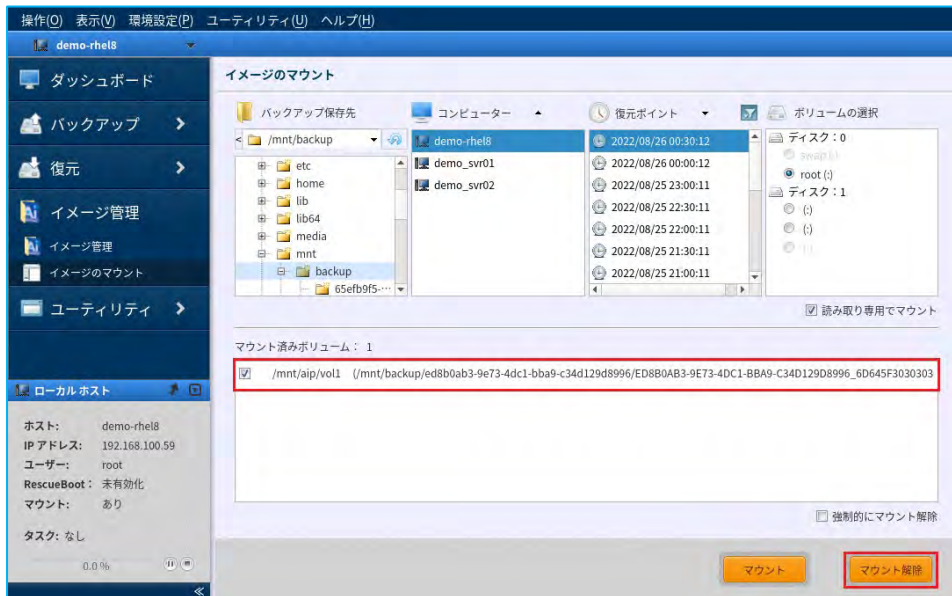 操作(O) 表示(V) 環境設定(P) ユーティリティ(U) ヘルプ(H)
demo-rhel8
ダッシュボード
バックアップ
復元
イメージ管理
イメージ管理
イメージのマウント
ユーティリティ
ローカルホスト
ホスト: demo-rhel8
IP アドレス: 192.168.100.59
ユーザー: root
RescueBoot: 未有効化
マウント: あり
タスク: なし
0.0 %
イメージのマウント
バックアップ保存先
/mnt/backup
etc
home
lib
lib64
media
mnt
backup
65efb9f5-…
コンピューター
demo-rhel8
demo_svr01
demo_svr02
復元ポイント
2022/08/26 00:30:12
2022/08/26 00:00:12
2022/08/25 23:00:11
2022/08/25 22:30:11
2022/08/25 22:00:11
2022/08/25 21:30:11
2022/08/25 21:00:11
ボリュームの選択
ディスク:0
swap (:)
root (:)
ディスク:1
(:)
(:)
(:)
読み取り専用でマウント
マウント済みボリューム: 1
/mnt/aip/vol1 (/mnt/backup/ed8b0ab3-9e73-4dc1-bba9-c34d129d8996/ED8B0AB3-9E73-4DC1-BBA9-C34D129D8996_6D645F3030303
強制的にマウント解除
マウント
マウント解除